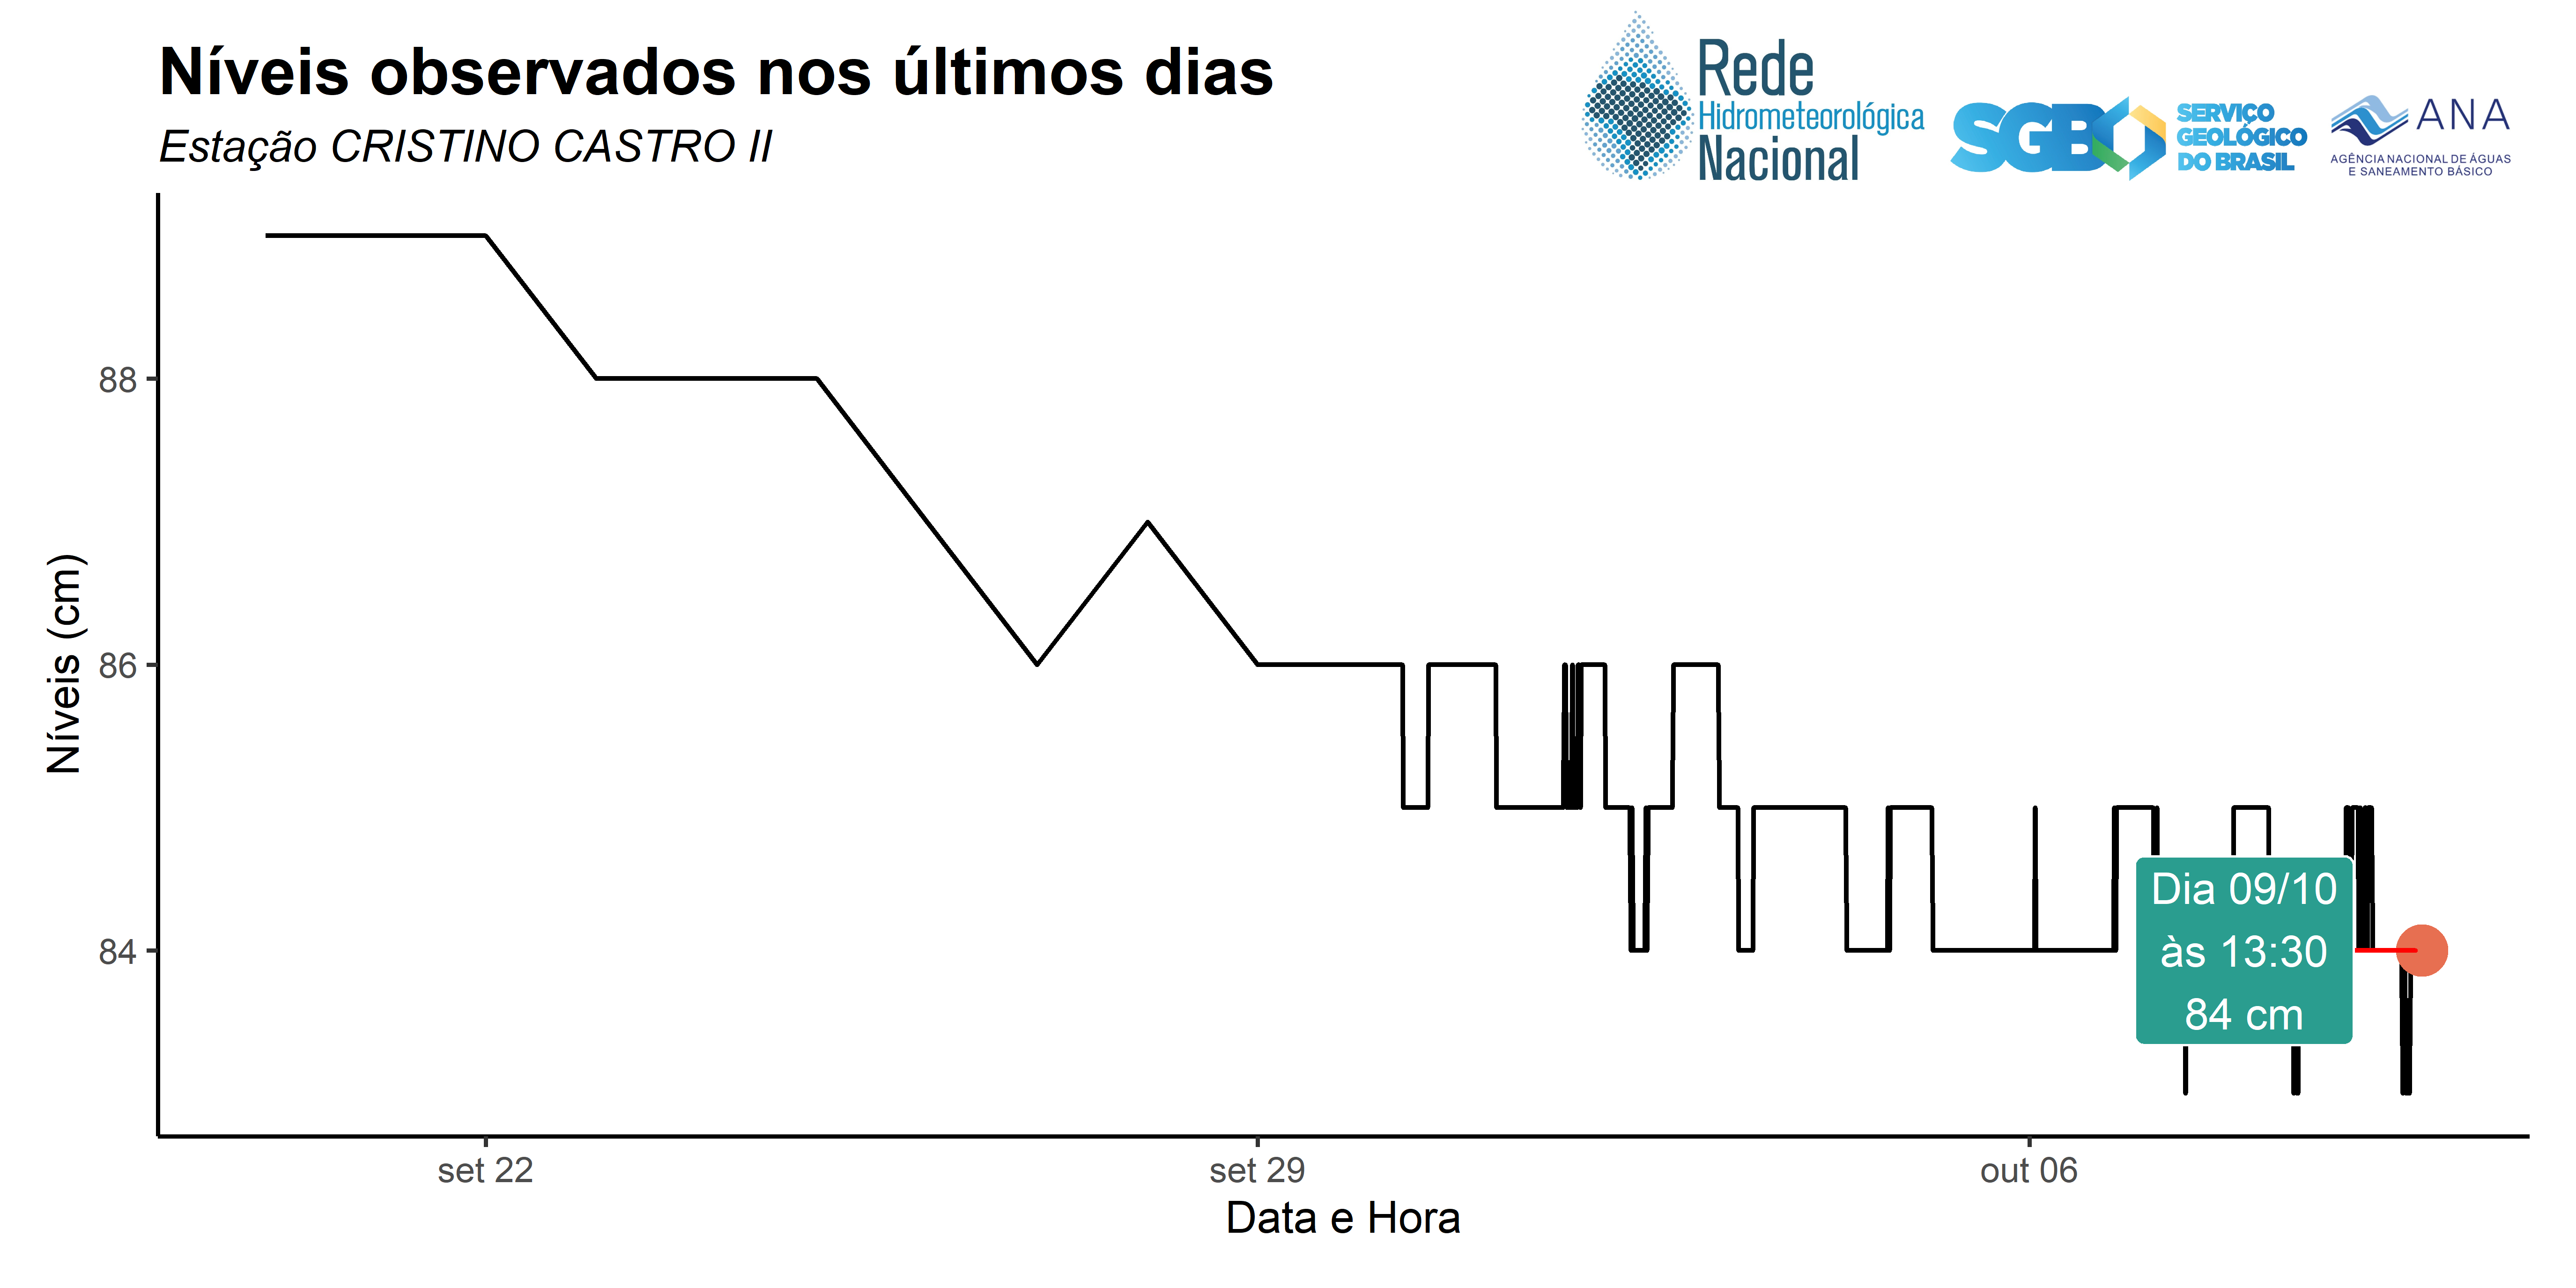 Níveis observados nos últimos dias
Estação CRISTINO CASTRO II
Rede
Hidrometeorológica
Nacional
SGB
SERVIÇO
GEOLÓGICO
DO BRASIL
ANA
AGÊNCIA NACIONAL DE ÁGUAS
E SANEAMENTO BÁSICO
Níveis (cm)
88
86
84
Dia 09/10
às 13:30
84 cm
set 22
set 29
out 06
Data e Hora